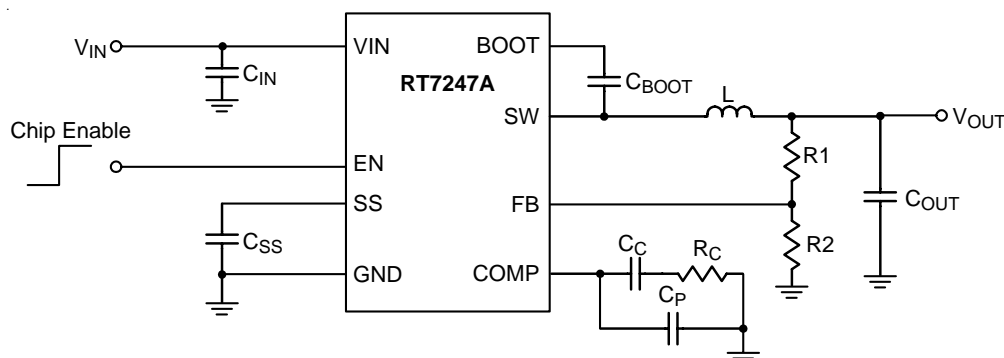 VIN
VIN
BOOT
CIN
RT7247A
CBOOT
L
SW
VOUT
Chip Enable
R1
EN
SS
FB
COUT
CSS
R2
CC
RC
GND
COMP
CP